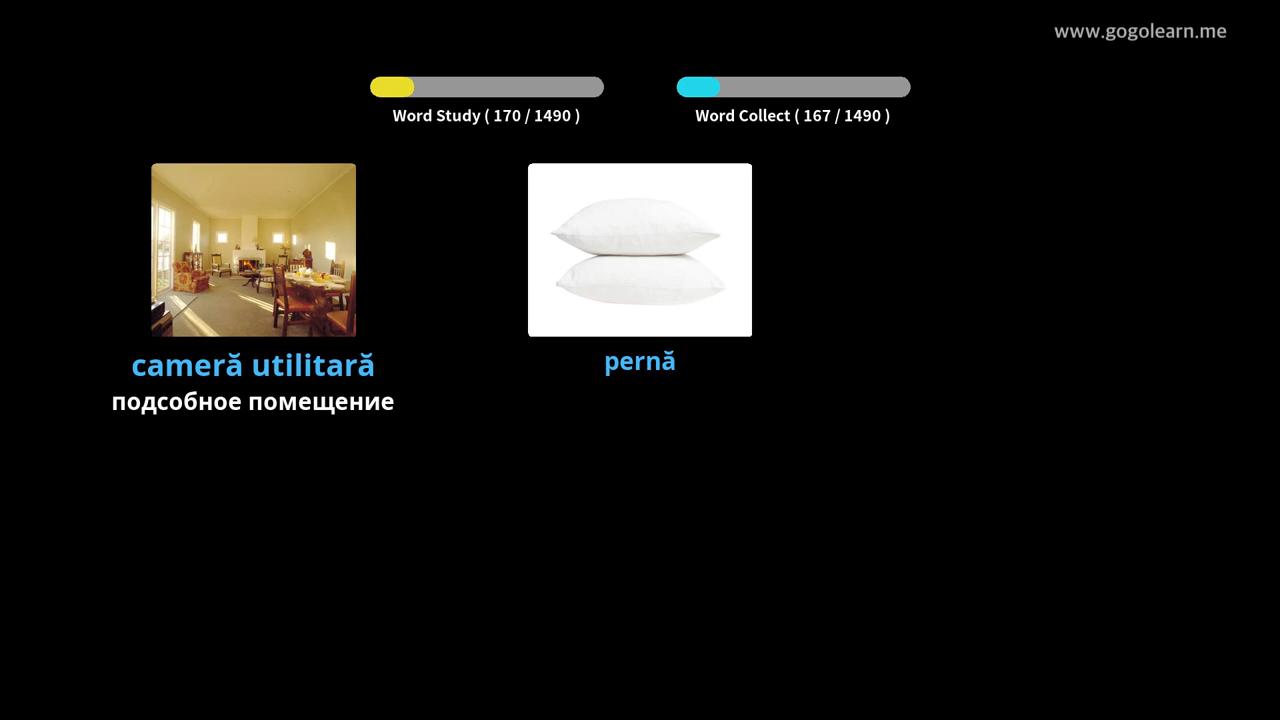 www.gogolearn.me
Word Study ( 170 / 1490 )
Word Collect ( 167 / 1490 )
cameră utilitară
подсобное помещение
pernă